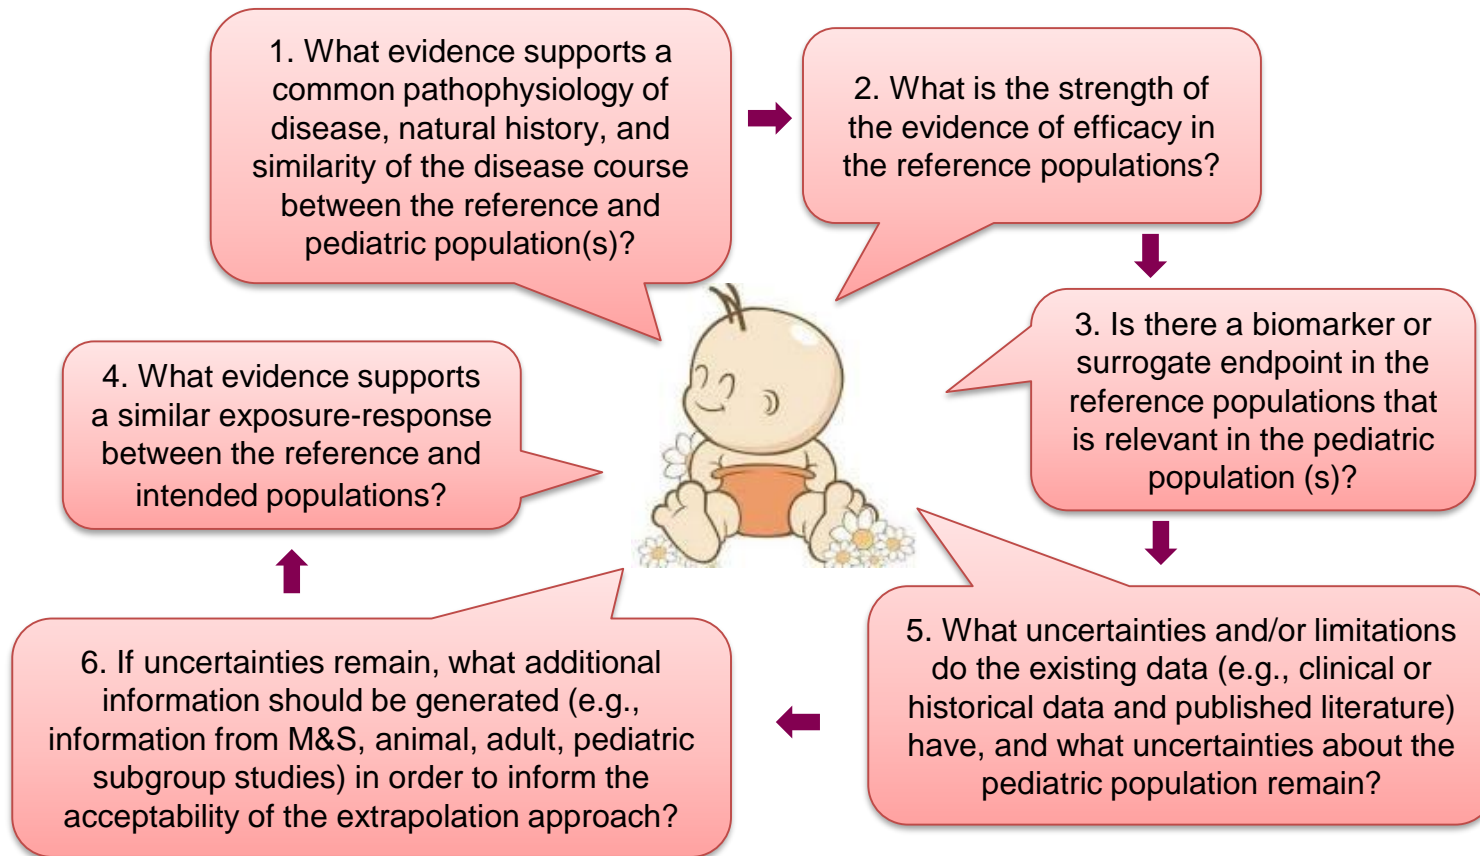 1. What evidence supports a
common pathophysiology of
disease, natural history, and
similarity of the disease course
between the reference and
pediatric population(s)?
2. What is the strength of
the evidence of efficacy in
the reference populations?
3. Is there a biomarker or
surrogate endpoint in the
reference populations that
is relevant in the pediatric
population (s)?
4. What evidence supports
a similar exposure-response
between the reference and
intended populations?
5. What uncertainties and/or limitations
do the existing data (e.g., clinical or
historical data and published literature)
have, and what uncertainties about the
pediatric population remain?
6. If uncertainties remain, what additional
information should be generated (e.g.,
information from M&S, animal, adult, pediatric
subgroup studies) in order to inform the
acceptability of the extrapolation approach?